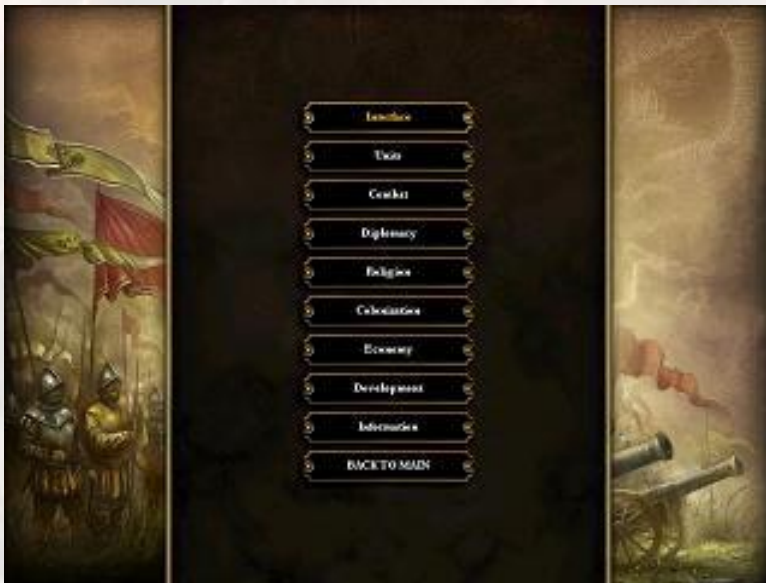 Interface
Units
Combat
Diplomacy
Religion
Colonization
Economy
Development
Information
BACK TO MAIN